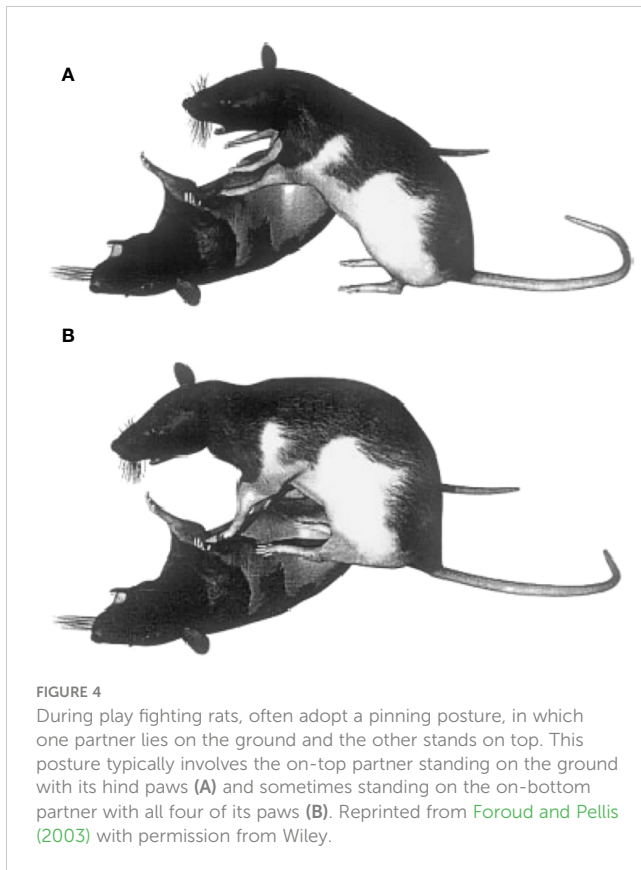 A
B
FIGURE 4
During play fighting rats, often adopt a pinning posture, in which
one partner lies on the ground and the other stands on top. This
posture typically involves the on-top partner standing on the ground
with its hind paws (A) and sometimes standing on the on-bottom
partner with all four of its paws (B). Reprinted from Foroud and Pellis
(2003) with permission from Wiley.